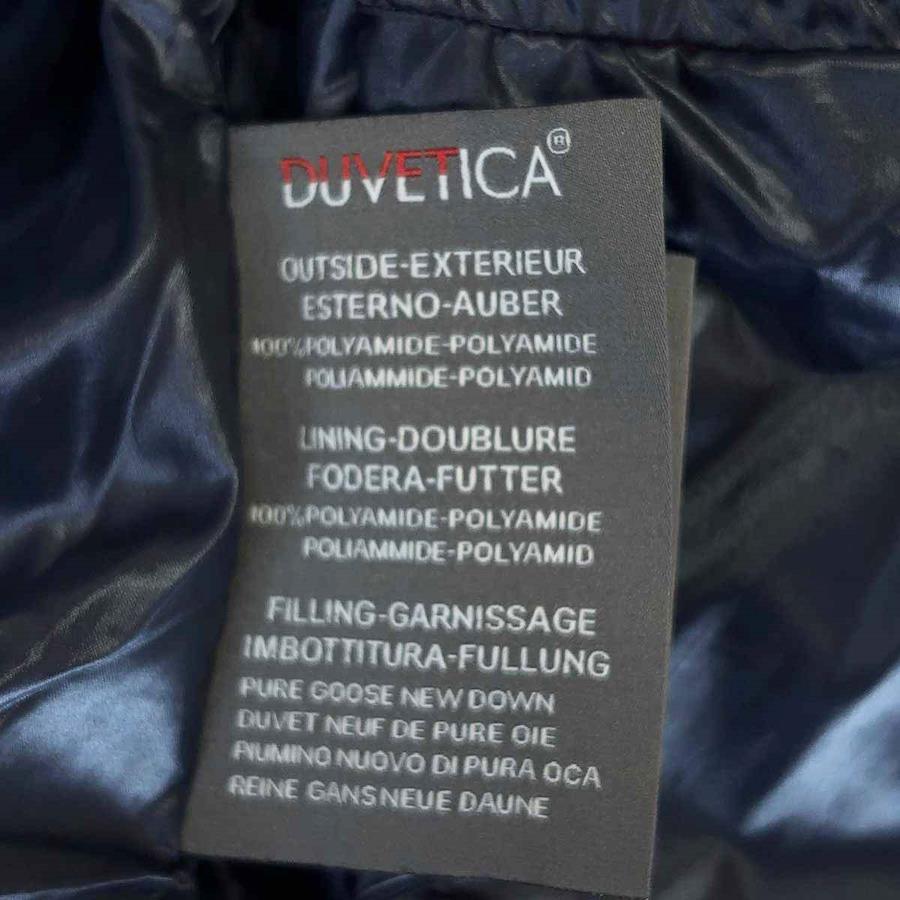 DUVETICA®
OUTSIDE-EXTERIEUR
ESTERNO-AUBER
100%POLYAMIDE-POLYAMIDE
POLIAMMIDE-POLYAMID
LINING-DOUBLURE
FODERA-FUTTER
100%POLYAMIDE-POLYAMIDE
POLIAMMIDE-POLYAMID
FILLING-GARNISSAGE
IMBOTTITURA-FULLUNG
PURE GOOSE NEW DOWN
DUVET NEUF DE PURE OIE
PIUMINO NUOVO DI PURA OCA
REINE GANSNEUE DAUNE